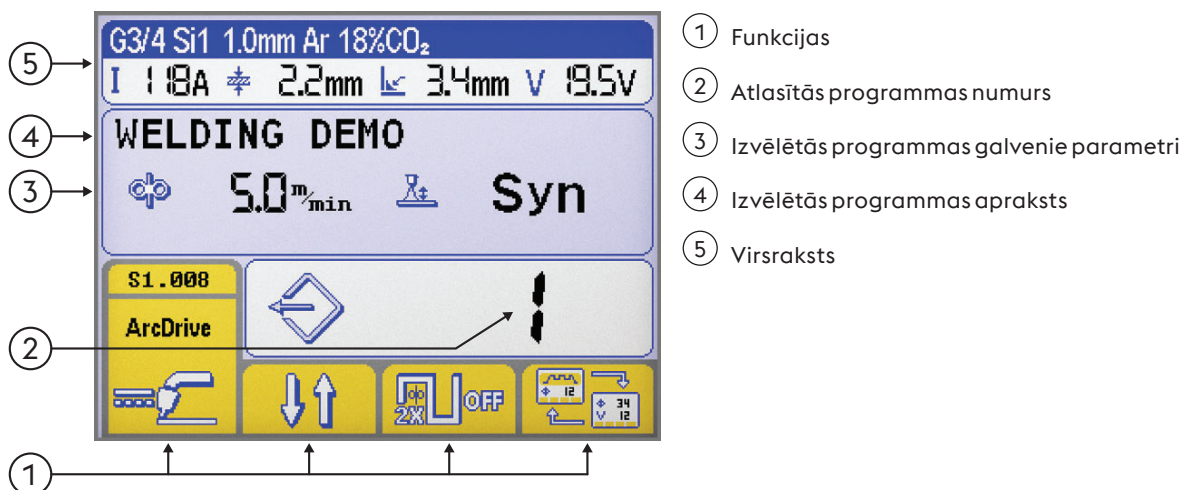 G3/4 Si1 1.0mm Ar 18%CO₂
I 118A 2.2mm 3.4mm V 19.5V
WELDING DEMO
5.0 m/min Syn
S1.008
ArcDrive
1
2X OFF 12 34 V 12
5
4
3
2
1
1 Funkcijas
2 Atlasītās programmas numurs
3 Izvēlētās programmas galvenie parametri
4 Izvēlētās programmas apraksts
5 Virsraksts